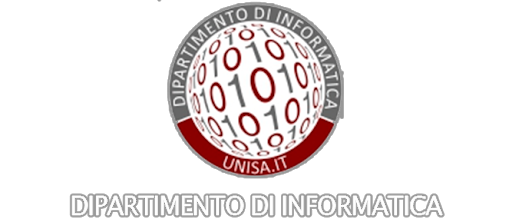 DIPARTIMENTO DI INFORMATICA
UNISA.IT
DIPARTIMENTO DI INFORMATICA